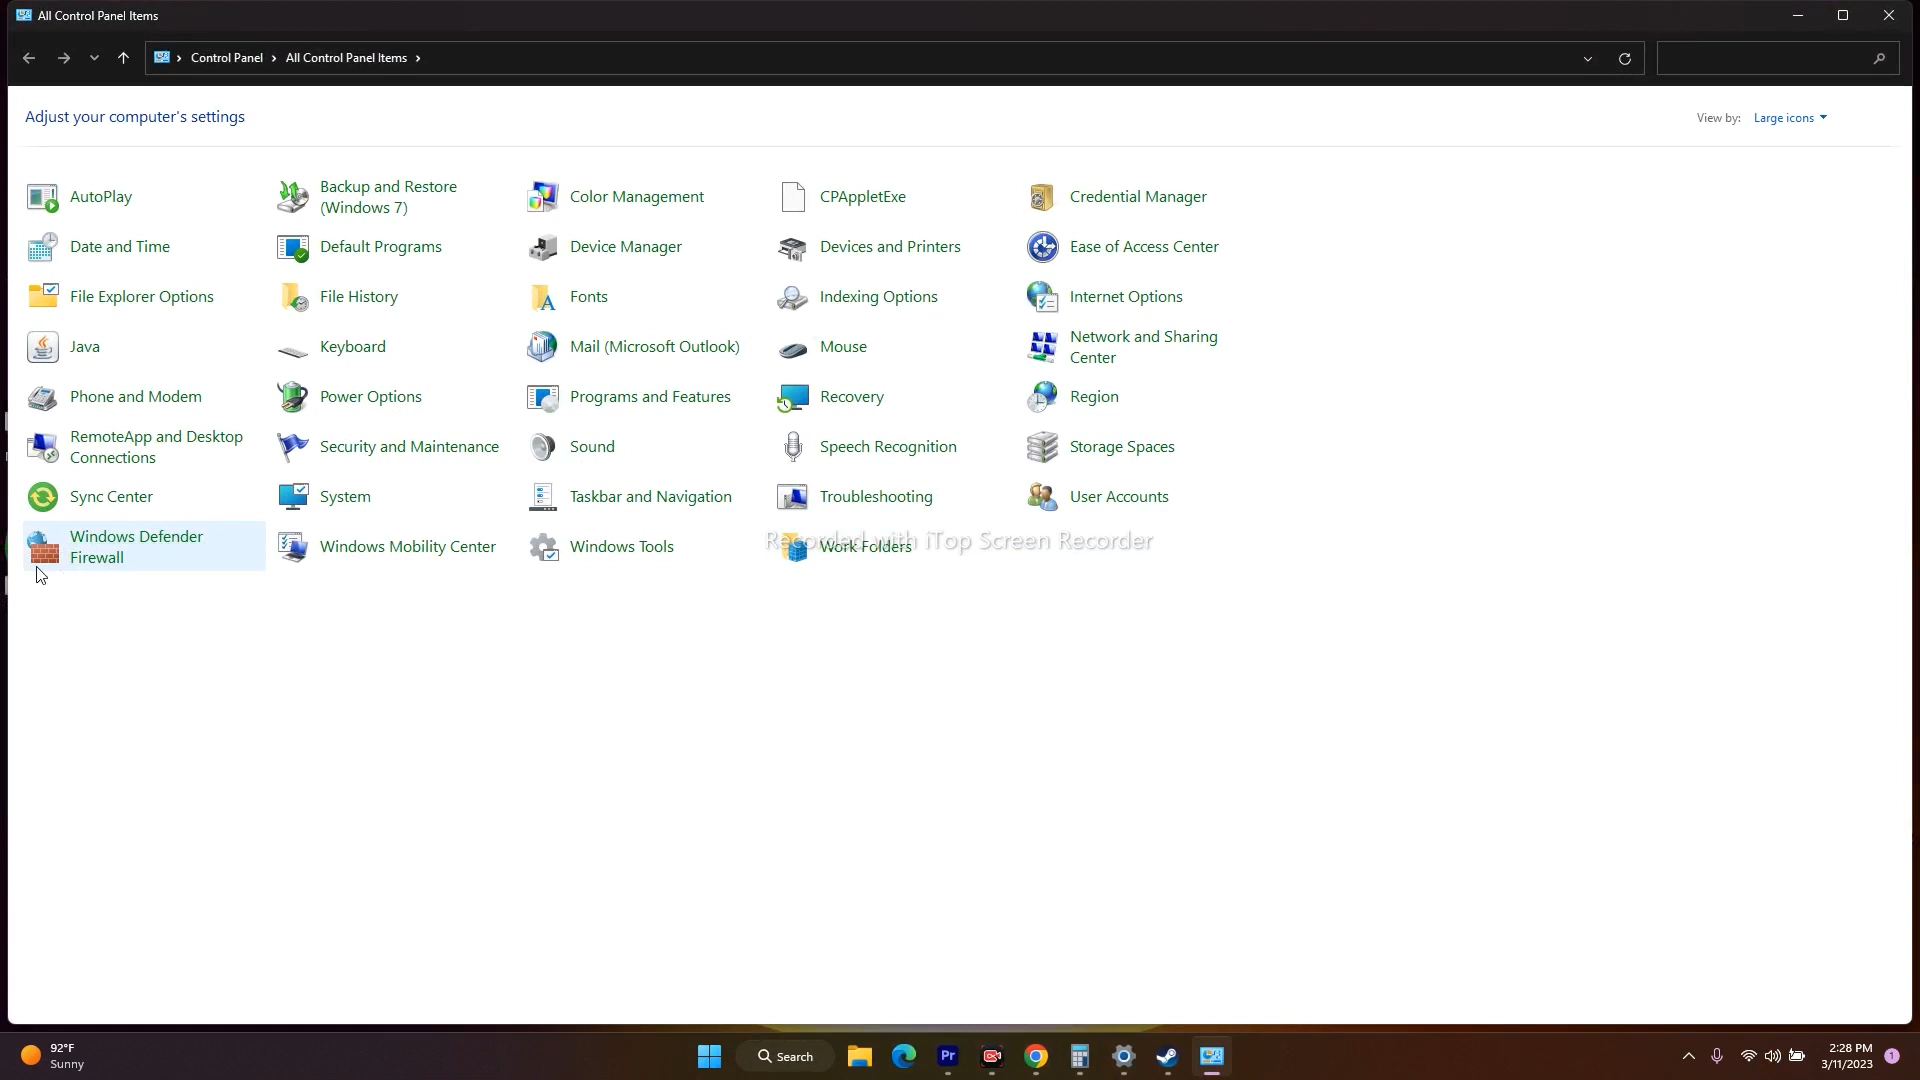 All Control Panel Items
Control Panel > All Control Panel Items >
Adjust your computer's settings
View by: Large icons
AutoPlay
Backup and Restore
(Windows 7)
Color Management
CPAppletExe
Credential Manager
Date and Time
Default Programs
Device Manager
Devices and Printers
Ease of Access Center
File Explorer Options
File History
Fonts
Indexing Options
Internet Options
Java
Keyboard
Mail (Microsoft Outlook)
Mouse
Network and Sharing
Center
Phone and Modem
Power Options
Programs and Features
Recovery
Region
RemoteApp and Desktop
Connections
Security and Maintenance
Sound
Speech Recognition
Storage Spaces
Sync Center
System
Taskbar and Navigation
Troubleshooting
User Accounts
Windows Defender
Firewall
Windows Mobility Center
Windows Tools
Work Folders
Recorded with iTop Screen Recorder
92°F
Sunny
Search
Pr
2:28 PM
3/11/2023
1